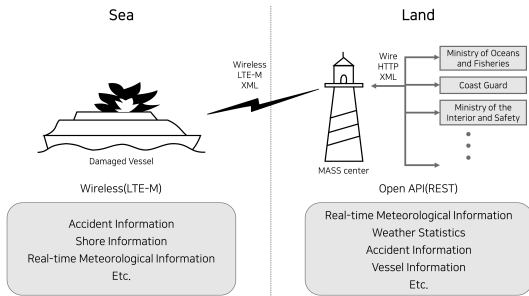 Sea
Land
Wireless
LTE-M
XML
Wire
HTTP
XML
Ministry of Oceans
and Fisheries
Coast Guard
Ministry of the
Interior and Safety
Damaged Vessel
MASS center
Wireless(LTE-M)
Open API(REST)
Accident Information
Shore Information
Real-time Meteorological Information
Etc.
Real-time Meteorological Information
Weather Statistics
Accident Information
Vessel Information
Etc.